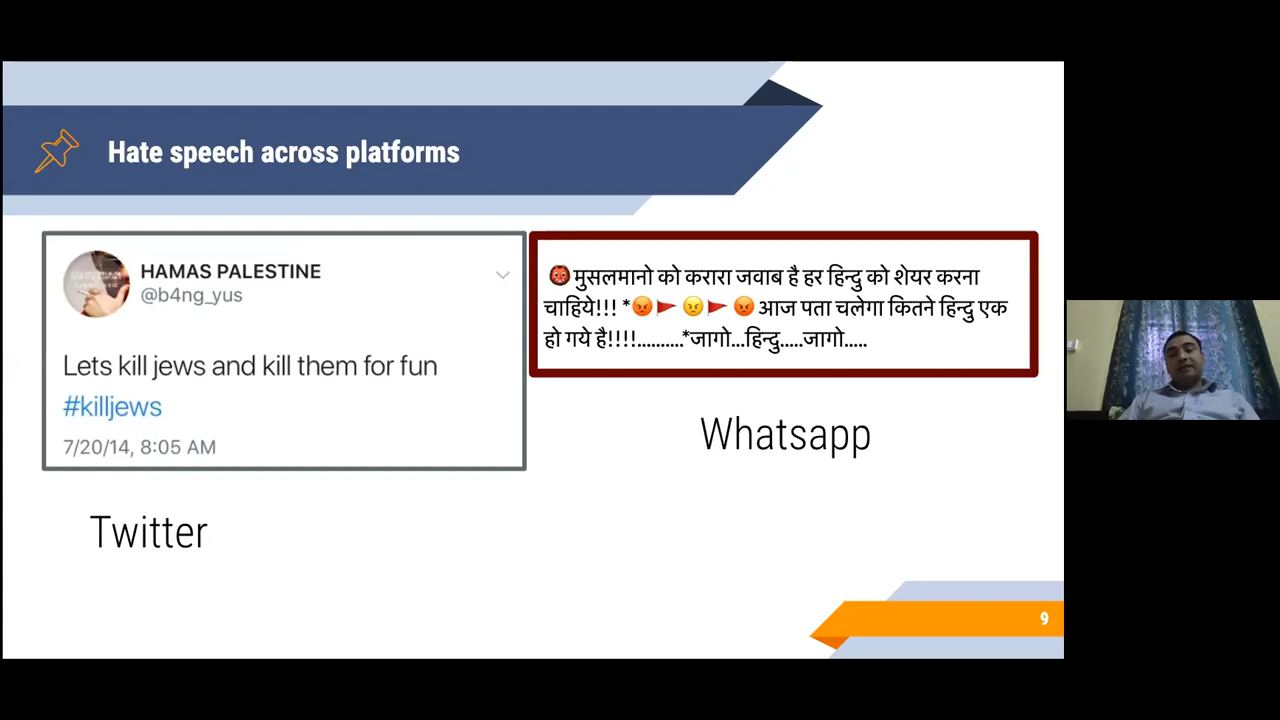 Hate speech across platforms
HAMAS PALESTINE
@b4ng_yus
Lets kill jews and kill them for fun
#killjews
7/20/14, 8:05 AM
Twitter
👹मुसलमानो को करारा जवाब है हर हिन्दु को शेयर करना
चाहिये!!! *😡🚩😠🚩😡आज पता चलेगा कितने हिन्दु एक
हो गये है!!!!..........*जागो...हिन्दु.....जागो.....
Whatsapp
9